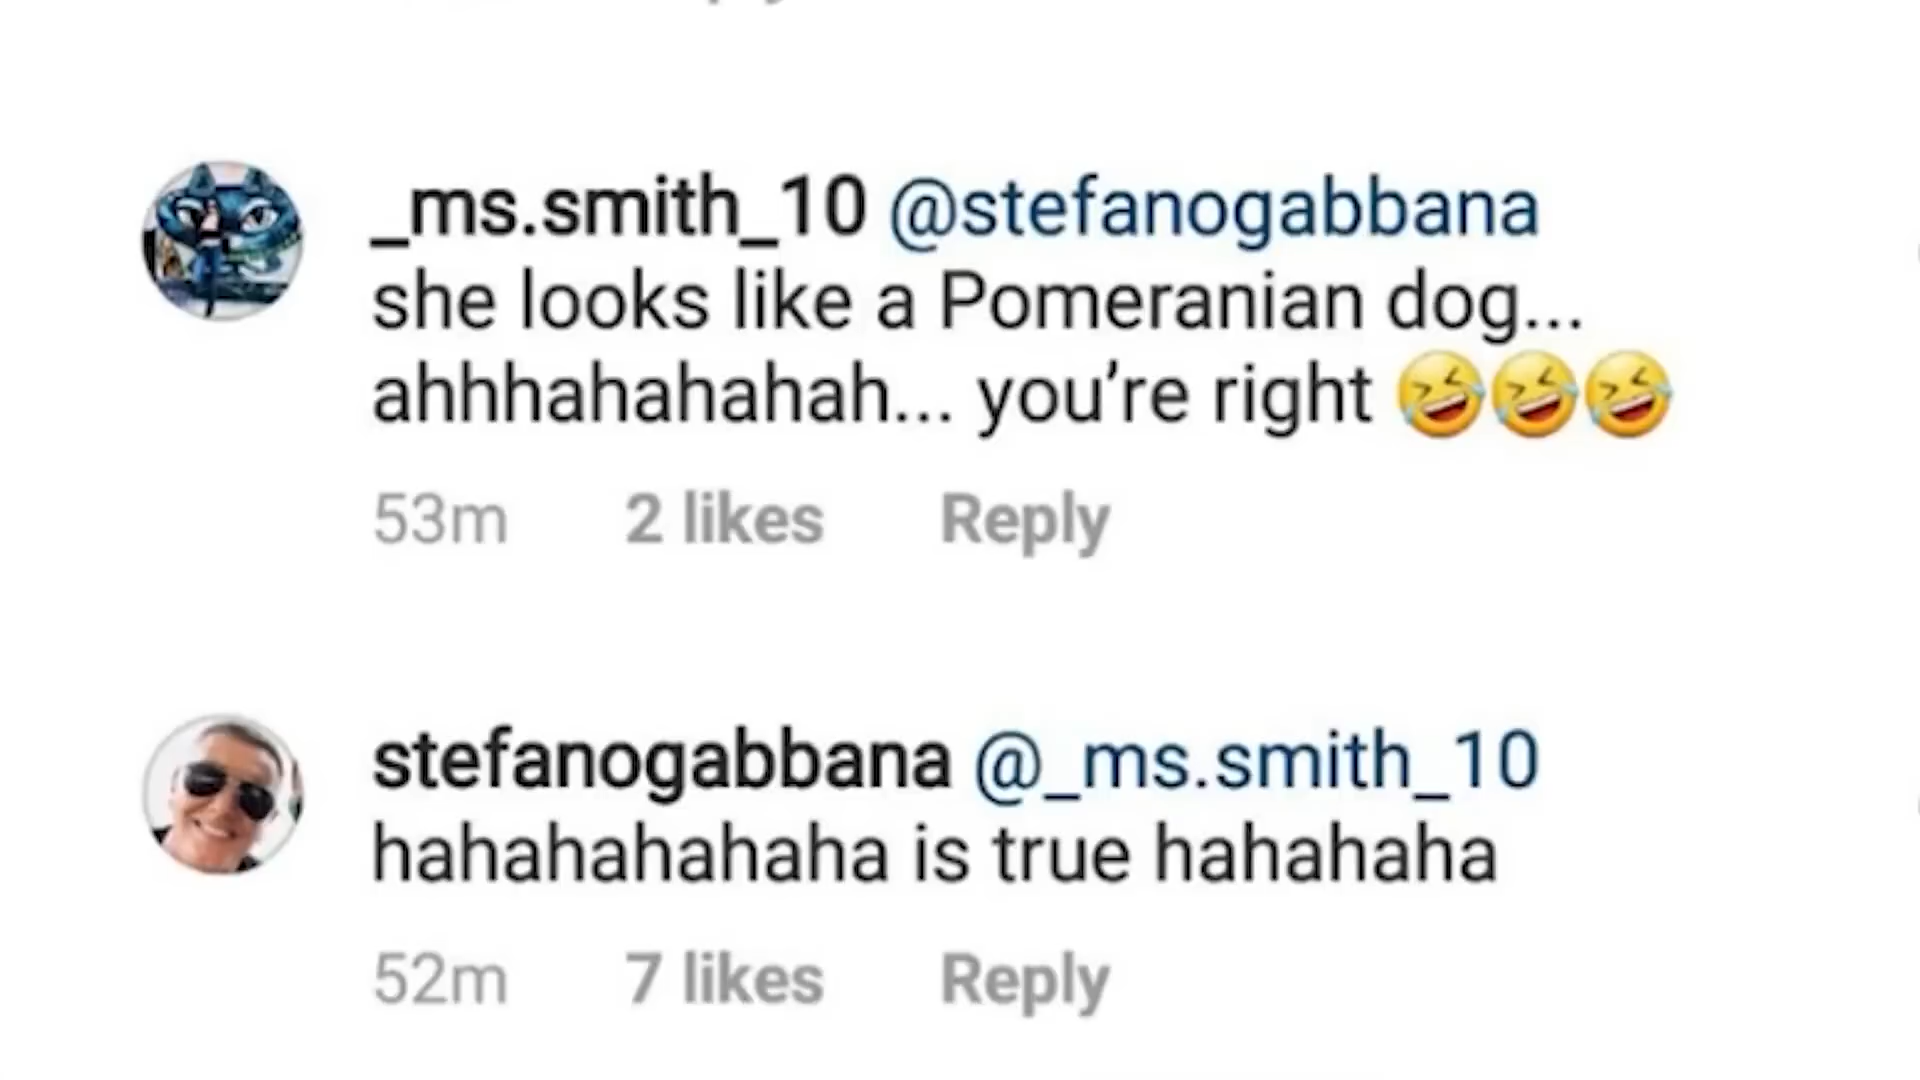 _ms.smith_10 @stefanogabbana
she looks like a Pomeranian dog...
ahhhahahahah... you're right 🤣🤣🤣
53m 2 likes Reply
stefanogabbana @_ms.smith_10
hahahahahaha is true hahahaha
52m 7 likes Reply